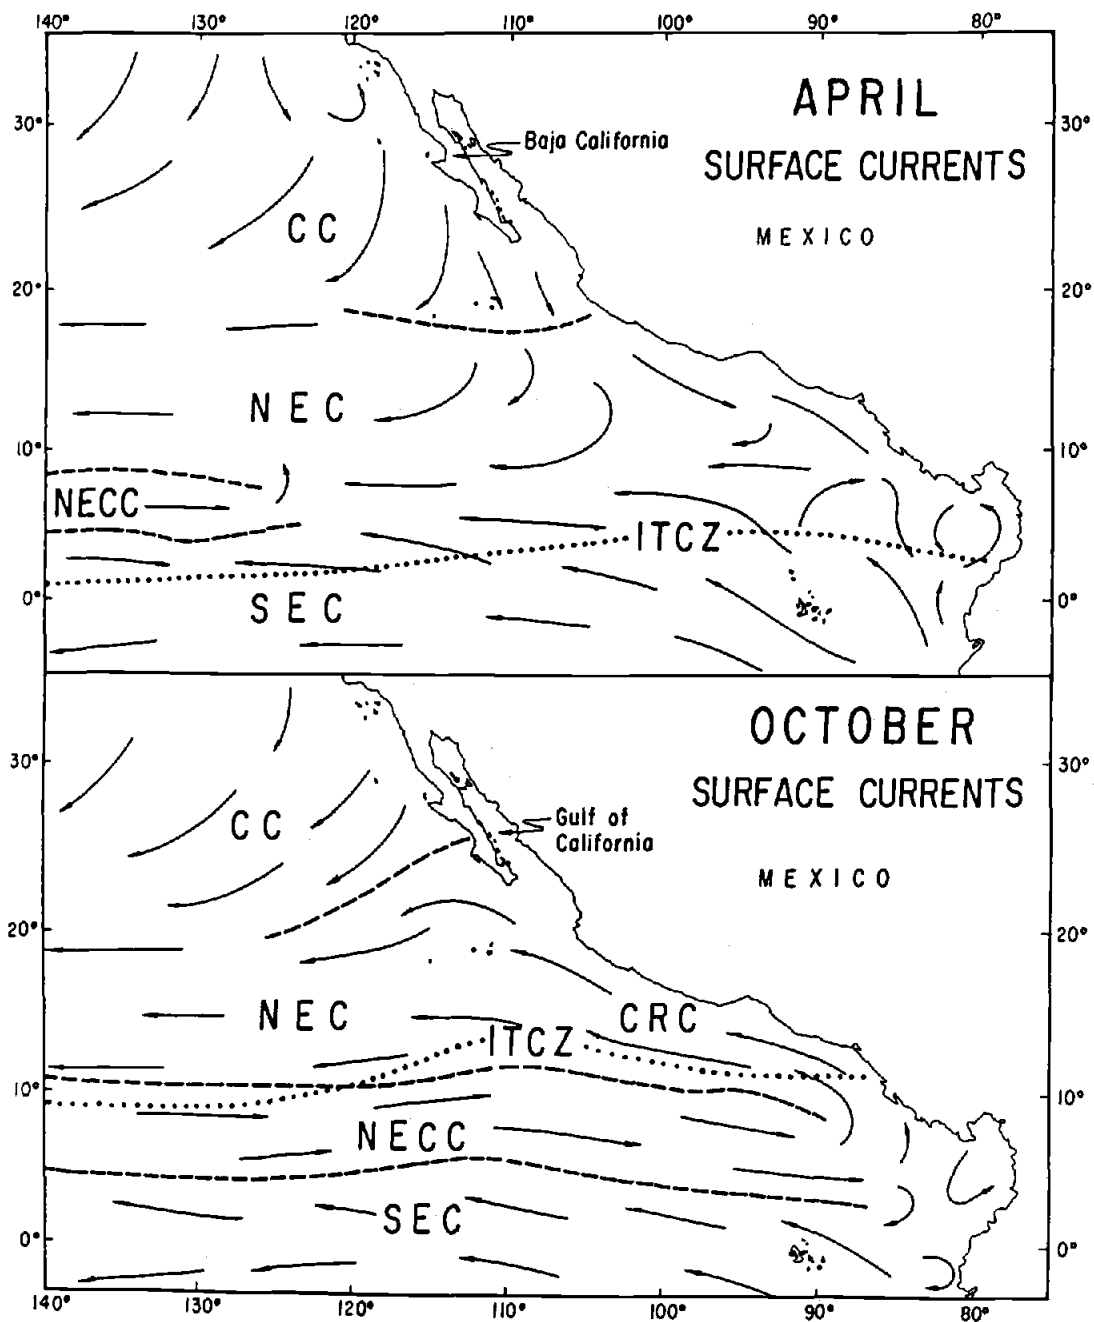 140° 130° 120° 110° 100° 90° 80°
APRIL
30° 30°
Baja California
SURFACE CURRENTS
CC
MEXICO
20° 20°
NEC
10° 10°
NECC
ITCZ
0° 0°
SEC
OCTOBER
30° 30°
SURFACE CURRENTS
CC
Gulf of
California
MEXICO
20° 20°
NEC
CRC
ITCZ
10° 10°
NECC
SEC
0° 0°
140° 130° 120° 110° 100° 90° 80°